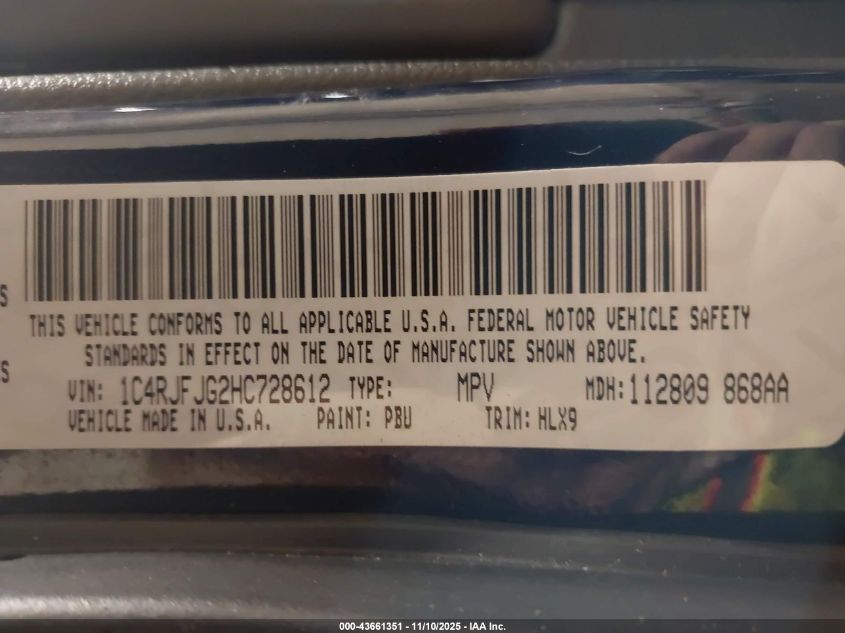 S
THIS VEHICLE CONFORMS TO ALL APPLICABLE U.S.A. FEDERAL MOTOR VEHICLE SAFETY
STANDARDS IN EFFECT ON THE DATE OF MANUFACTURE SHOWN ABOVE.
S
VIN: 1C4RJFJG2HC728612 TYPE: MPV MDH:112809 868AA
VEHICLE MADE IN U.S.A. PAINT: PBU TRIM: HLX9
000-43661351 - 11/10/2025 - IAA Inc.